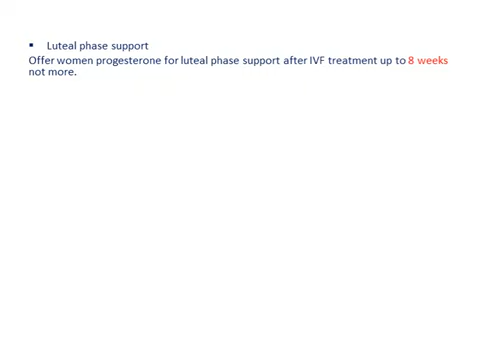 ▪ Luteal phase support
Offer women progesterone for luteal phase support after IVF treatment up to 8 weeks
not more.